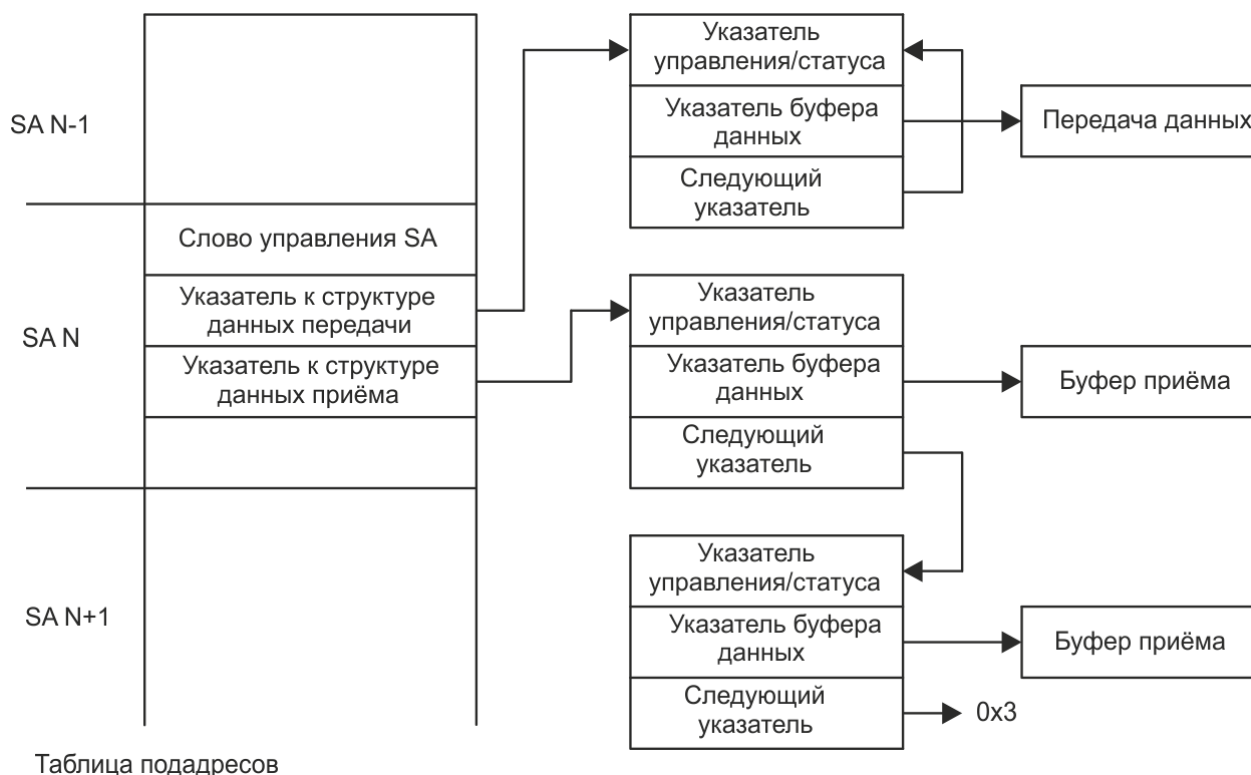 SA N-1
SA N
SA N+1
Слово управления SA
Указатель к структуре
данных передачи
Указатель к структуре
данных приёма
Таблица подадресов
Указатель
управления/статуса
Указатель буфера
данных
Следующий
указатель
Передача данных
Указатель
управления/статуса
Указатель буфера
данных
Следующий
указатель
Буфер приёма
Указатель
управления/статуса
Указатель буфера
данных
Следующий
указатель
Буфер приёма
0x3